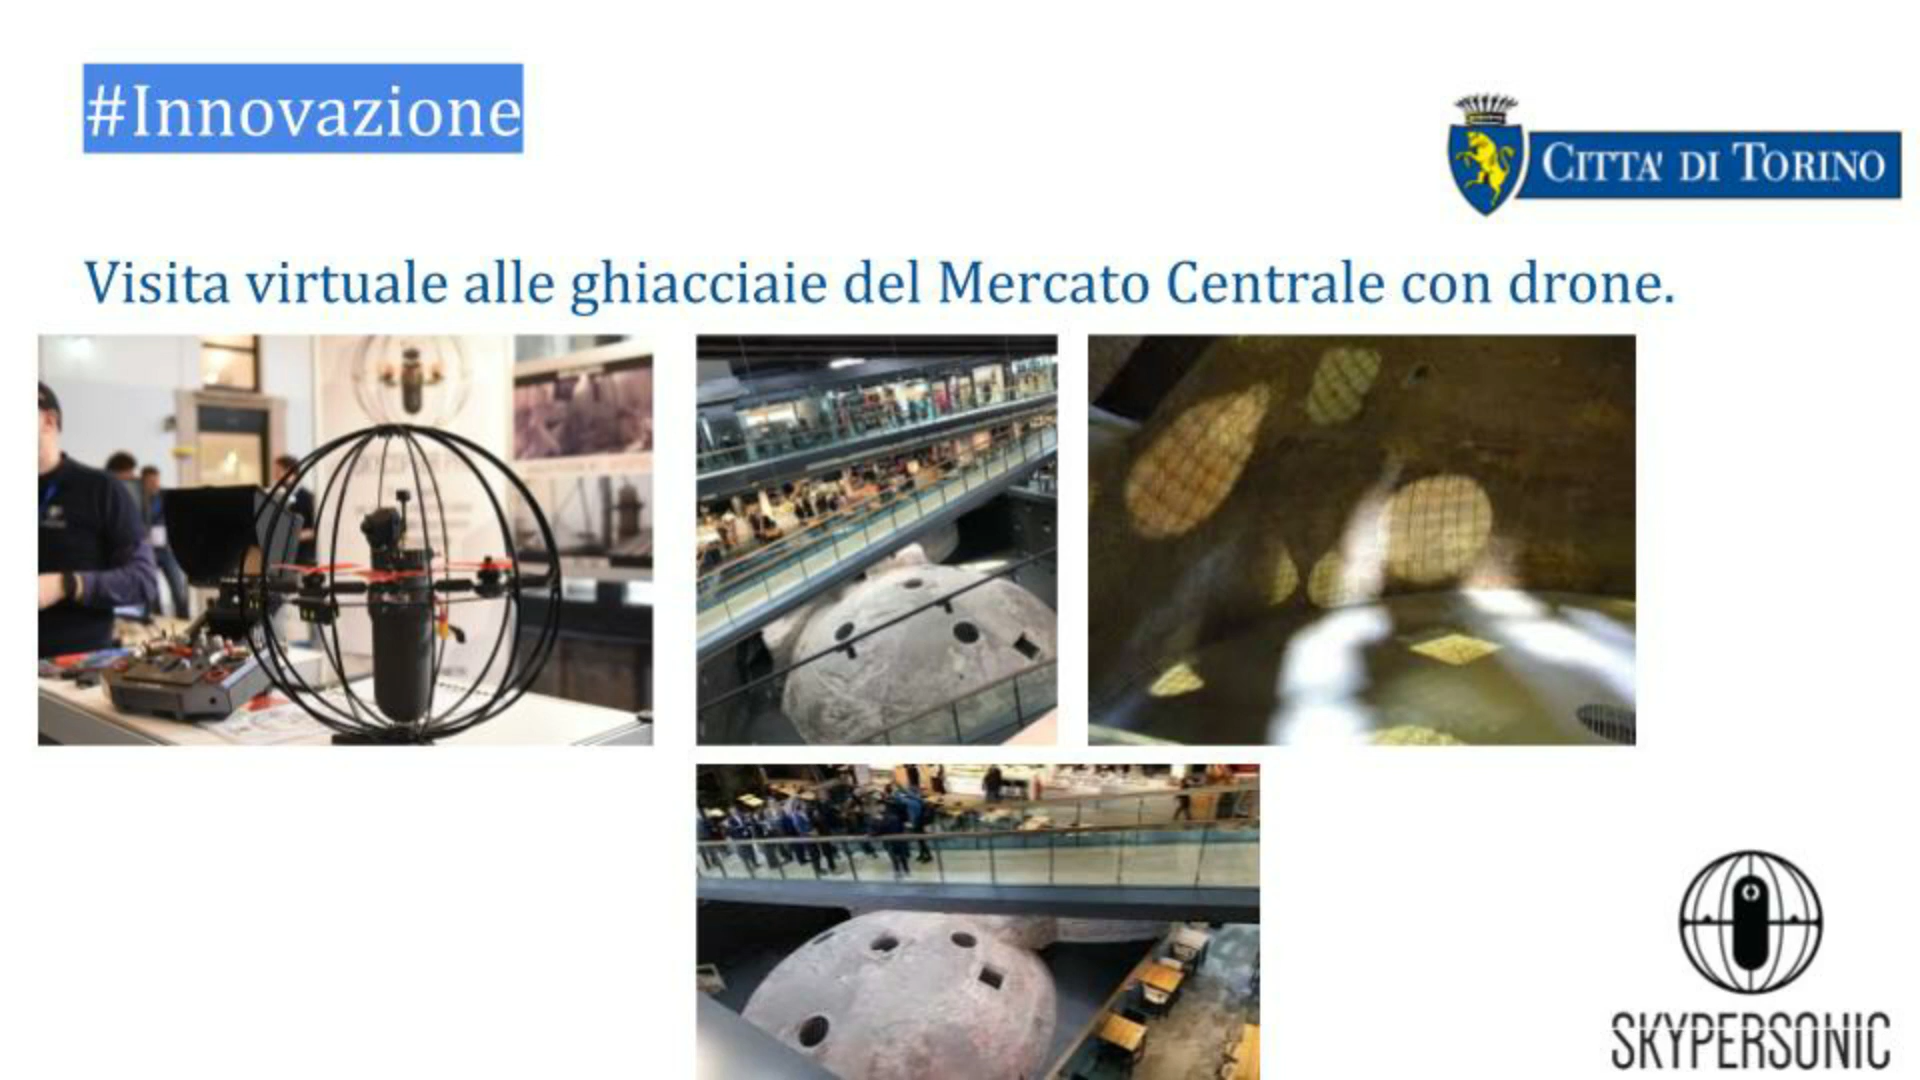 #Innovazione
CITTA' DI TORINO
Visita virtuale alle ghiacciaie del Mercato Centrale con drone.
SKYPERSONIC